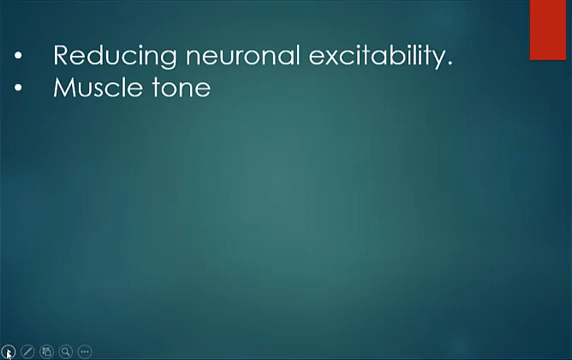 • Reducing neuronal excitability.
• Muscle tone